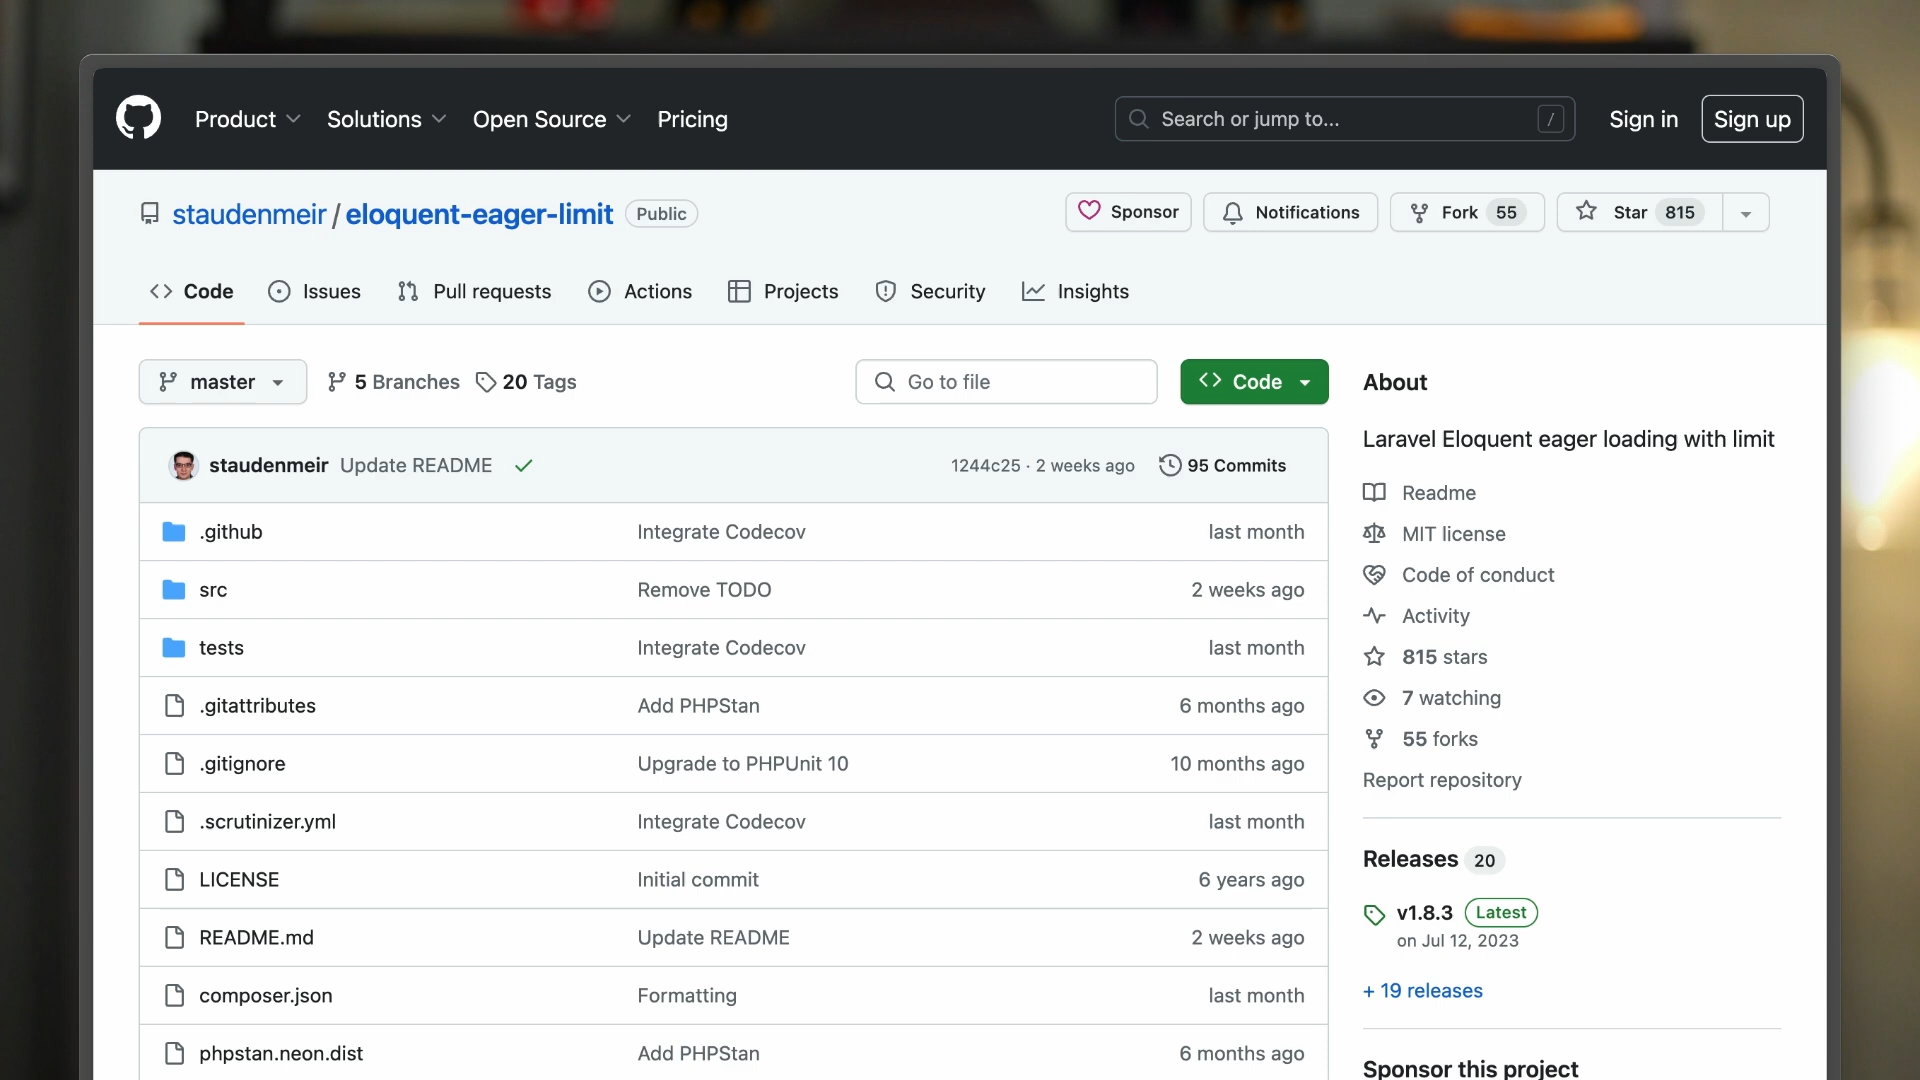 Product Solutions Open Source Pricing Search or jump to... / Sign in Sign up
staudenmeir / eloquent-eager-limit Public Sponsor Notifications Fork 55 Star 815
Code Issues Pull requests Actions Projects Security Insights
master 5 Branches 20 Tags Go to file Code
staudenmeir Update README 1244c25 · 2 weeks ago 95 Commits
.github Integrate Codecov last month
src Remove TODO 2 weeks ago
tests Integrate Codecov last month
.gitattributes Add PHPStan 6 months ago
.gitignore Upgrade to PHPUnit 10 10 months ago
.scrutinizer.yml Integrate Codecov last month
LICENSE Initial commit 6 years ago
README.md Update README 2 weeks ago
composer.json Formatting last month
phpstan.neon.dist Add PHPStan 6 months ago
About
Laravel Eloquent eager loading with limit
Readme
MIT license
Code of conduct
Activity
815 stars
7 watching
55 forks
Report repository
Releases 20
v1.8.3 Latest
on Jul 12, 2023
+ 19 releases
Sponsor this project